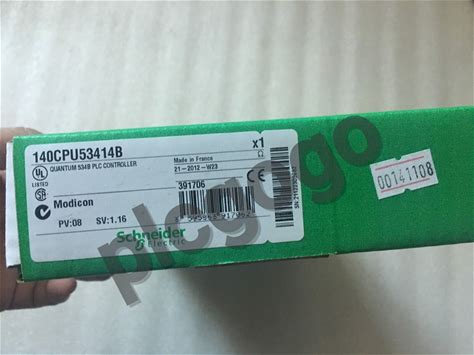 140CPU53414B
x1
QUANTUM 534B PLC CONTROLLER
Made in France
21-2012-W23
391706
Modicon
PV:08 SV:1.16
Schneider
Electric
00141108
plcgogo